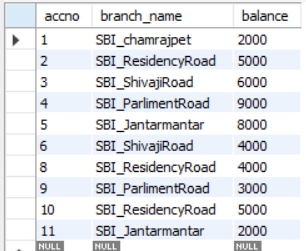 accno branch_name balance
1 SBI_chamrajpet 2000
2 SBI_ResidencyRoad 5000
3 SBI_ShivajiRoad 6000
4 SBI_ParlimentRoad 9000
5 SBI_Jantarmantar 8000
6 SBI_ShivajiRoad 4000
8 SBI_ResidencyRoad 4000
9 SBI_ParlimentRoad 3000
10 SBI_ResidencyRoad 5000
11 SBI_Jantarmantar 2000
NULL NULL NULL